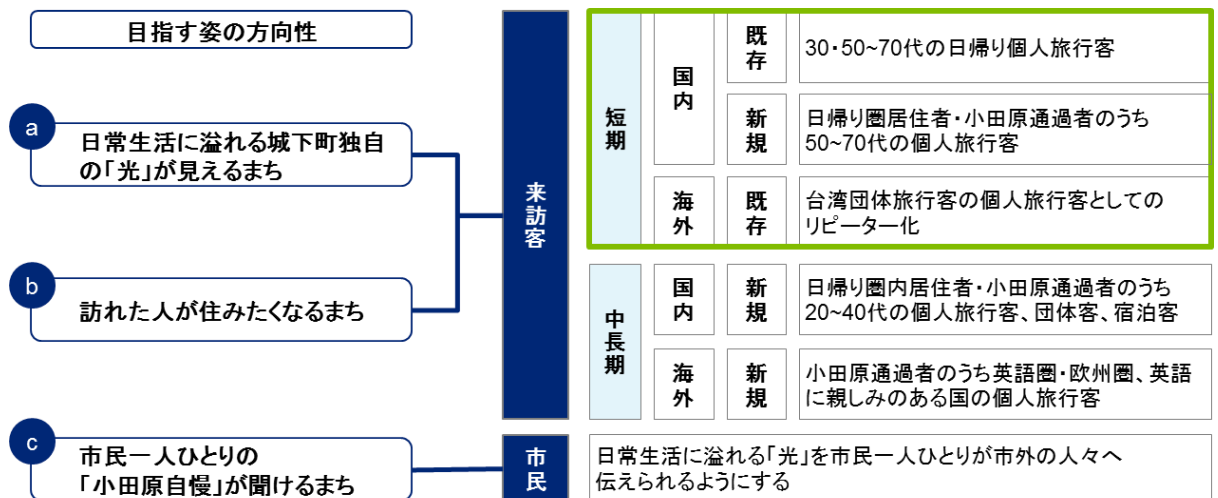 目指す姿の方向性
a
日常生活に溢れる城下町独自
の「光」が見えるまち
b
訪れた人が住みたくなるまち
c
市民一人ひとりの
「小田原自慢」が聞けるまち
来訪客
短期
国内
既存
30・50~70代の日帰り個人旅行客
新規
日帰り圏居住者・小田原通過者のうち
50~70代の個人旅行客
海外
既存
台湾団体旅行客の個人旅行客としての
リピーター化
中長期
国内
新規
日帰り圏内居住者・小田原通過者のうち
20~40代の個人旅行客、団体客、宿泊客
海外
新規
小田原通過者のうち英語圏・欧州圏、英語
に親しみのある国の個人旅行客
市民
日常生活に溢れる「光」を市民一人ひとりが市外の人々へ
伝えられるようにする